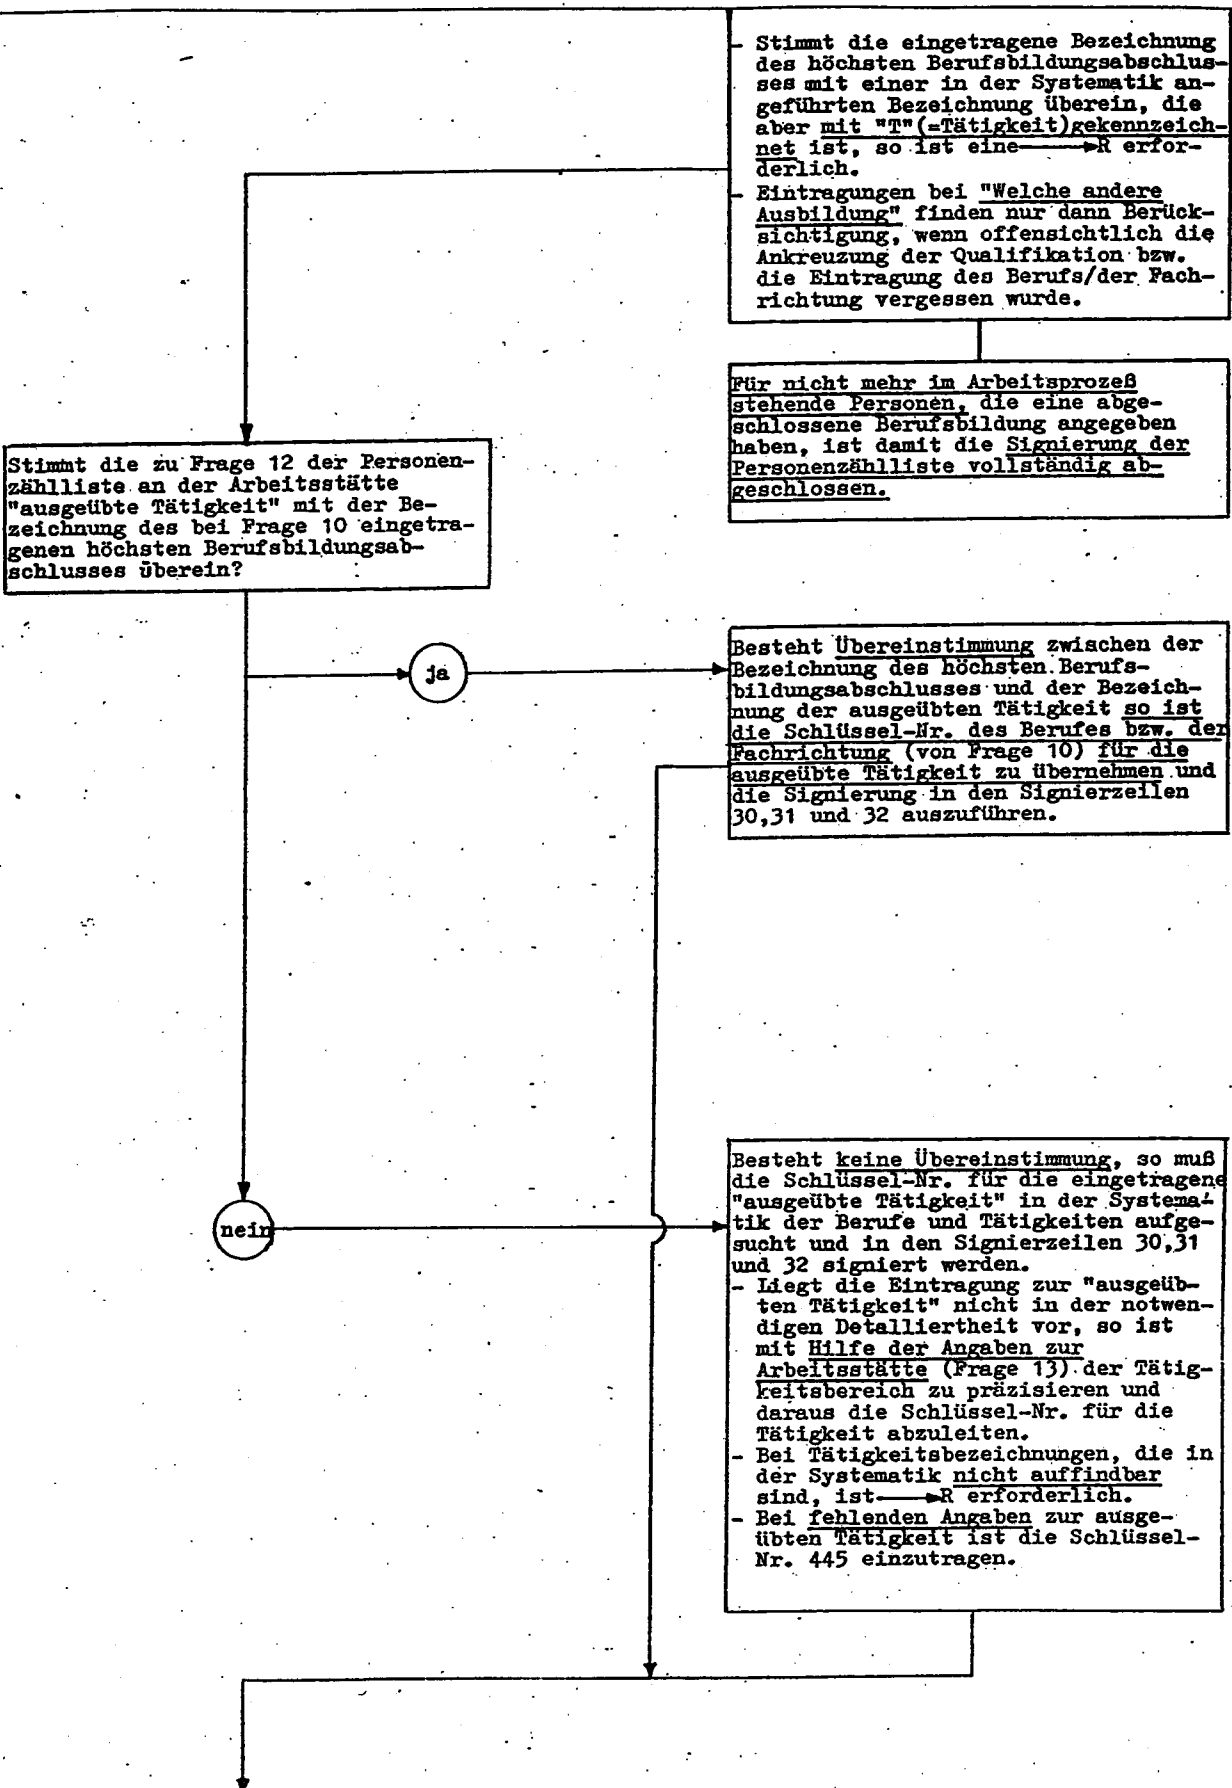 - Stimmt die eingetragene Bezeichnung
des höchsten Berufsbildungsabschlus-
ses mit einer in der Systematik an-
geführten Bezeichnung überein, die
aber mit "T"(=Tätigkeit)gekennzeich-
net ist, so ist eine→R erfor-
derlich.
- Eintragungen bei "Welche andere
Ausbildung" finden nur dann Berück-
sichtigung, wenn offensichtlich die
Ankreuzung der Qualifikation bzw.
die Eintragung des Berufs/der Fach-
richtung vergessen wurde.
Für nicht mehr im Arbeitsprozeß
stehende Personen, die eine abge-
schlossene Berufsbildung angegeben
haben, ist damit die Signierung der
Personenzählliste vollständig ab-
geschlossen.
Stimmt die zu Frage 12 der Personen-
zählliste an der Arbeitsstätte
"ausgeübte Tätigkeit" mit der Be-
zeichnung des bei Frage 10 eingetra-
genen höchsten Berufsbildungsab-
schlusses überein?
ja
Besteht Übereinstimmung zwischen der
Bezeichnung des höchsten Berufs-
bildungsabschlusses und der Bezeich-
nung der ausgeübten Tätigkeit so ist
die Schlüssel-Nr. des Berufes bzw. der
Fachrichtung (von Frage 10) für die
ausgeübte Tätigkeit zu übernehmen und
die Signierung in den Signierzeilen
30,31 und 32 auszuführen.
nein
Besteht keine Übereinstimmung, so muß
die Schlüssel-Nr. für die eingetragene
"ausgeübte Tätigkeit" in der Systema-
tik der Berufe und Tätigkeiten aufge-
sucht und in den Signierzeilen 30,31
und 32 signiert werden.
- Liegt die Eintragung zur "ausgeüb-
ten Tätigkeit" nicht in der notwen-
digen Detalliertheit vor, so ist
mit Hilfe der Angaben zur
Arbeitsstätte (Frage 13) der Tätig-
keitsbereich zu präzisieren und
daraus die Schlüssel-Nr. für die
Tätigkeit abzuleiten.
- Bei Tätigkeitsbezeichnungen, die in
der Systematik nicht auffindbar
sind, ist→R erforderlich.
- Bei fehlenden Angaben zur ausge-
übten Tätigkeit ist die Schlüssel-
Nr. 445 einzutragen.